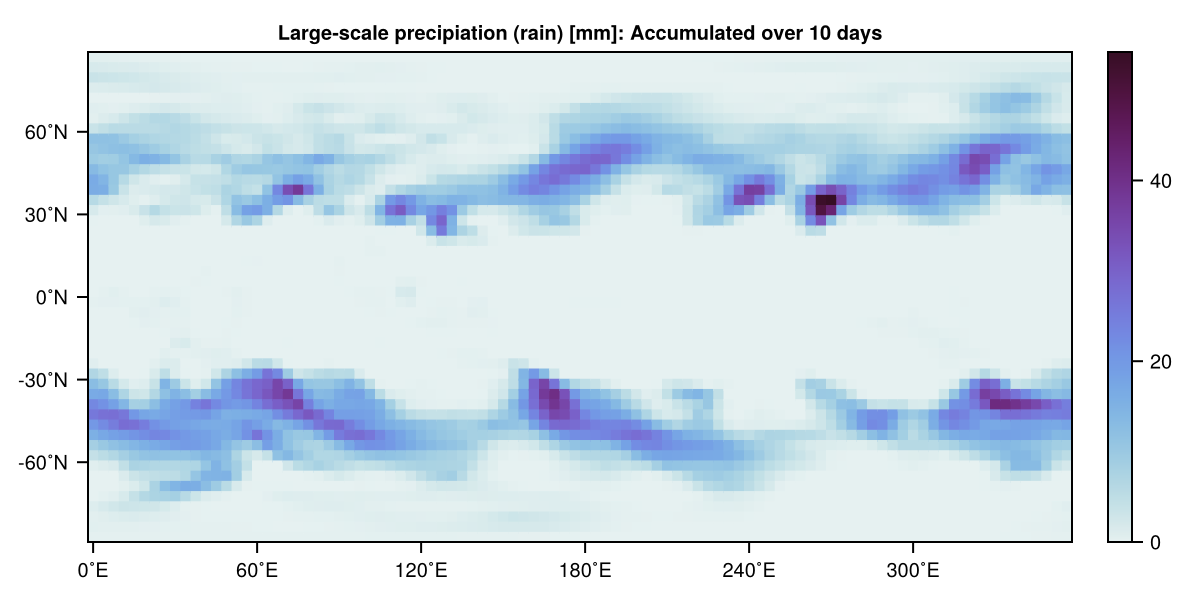 Large-scale precipiation (rain) [mm]: Accumulated over 10 days
60˚N
30˚N
0˚N
-30˚N
-60˚N
0˚E
60˚E
120˚E
180˚E
240˚E
300˚E
40
20
0